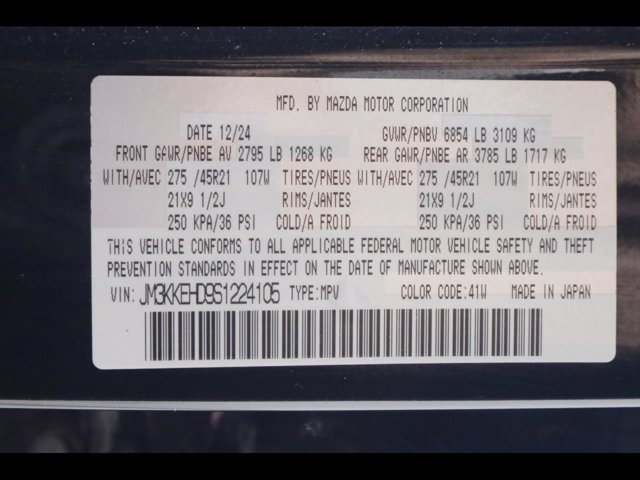 MFD. BY MAZDA MOTOR CORPORATION
DATE 12/24 GVWR/PNBV 6854 LB 3109 KG
FRONT GAWR/PNBE AV 2795 LB 1268 KG REAR GAWR/PNBE AR 3785 LB 1717 KG
WITH/AVEC 275 /45R21 107W TIRES/PNEUS WITH/AVEC 275 /45R21 107W TIRES/PNEUS
21X9 1/2J RIMS/JANTES 21X9 1/2J RIMS/JANTES
250 KPA/36 PSI COLD/A FROID 250 KPA/36 PSI COLD/A FROID
THIS VEHICLE CONFORMS TO ALL APPLICABLE FEDERAL MOTOR VEHICLE SAFETY AND THEFT
PREVENTION STANDARDS IN EFFECT ON THE DATE OF MANUFACTURE SHOWN ABOVE.
VIN: JM3KKEHD9S1224105 TYPE:MPV COLOR CODE:41W MADE IN JAPAN